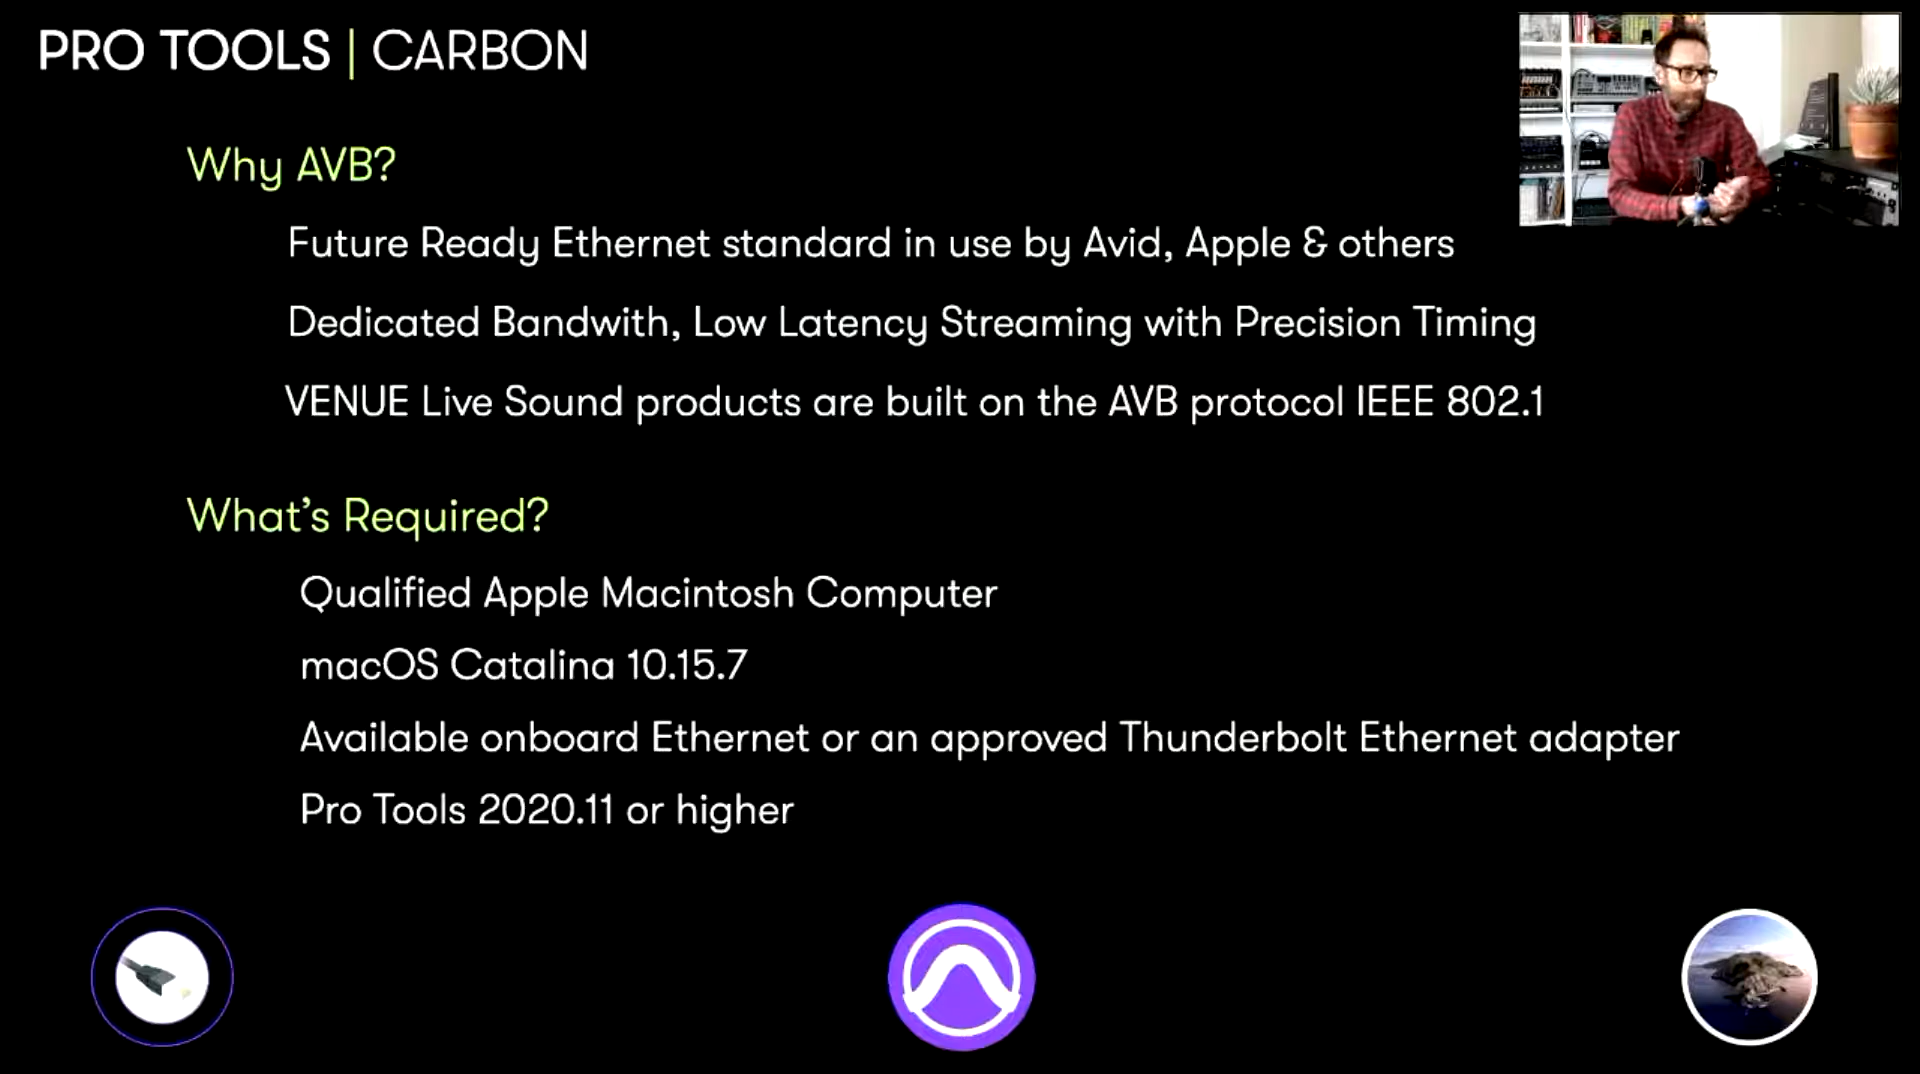 PRO TOOLS | CARBON
Why AVB?
Future Ready Ethernet standard in use by Avid, Apple & others
Dedicated Bandwith, Low Latency Streaming with Precision Timing
VENUE Live Sound products are built on the AVB protocol IEEE 802.1
What's Required?
Qualified Apple Macintosh Computer
macOS Catalina 10.15.7
Available onboard Ethernet or an approved Thunderbolt Ethernet adapter
Pro Tools 2020.11 or higher